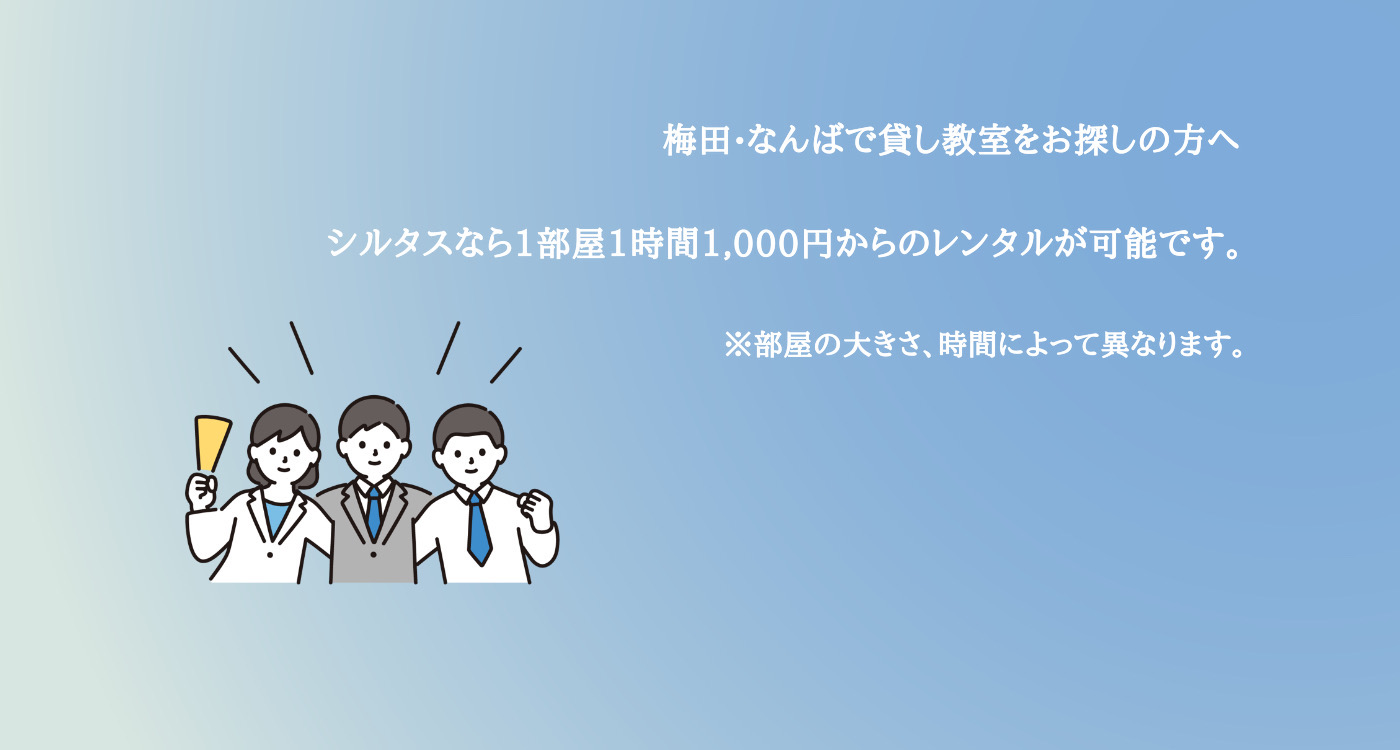 梅田・なんばで貸し教室をお探しの方へ
シルタスなら1部屋1時間1,000円からのレンタルが可能です。
※部屋の大きさ、時間によって異なります。